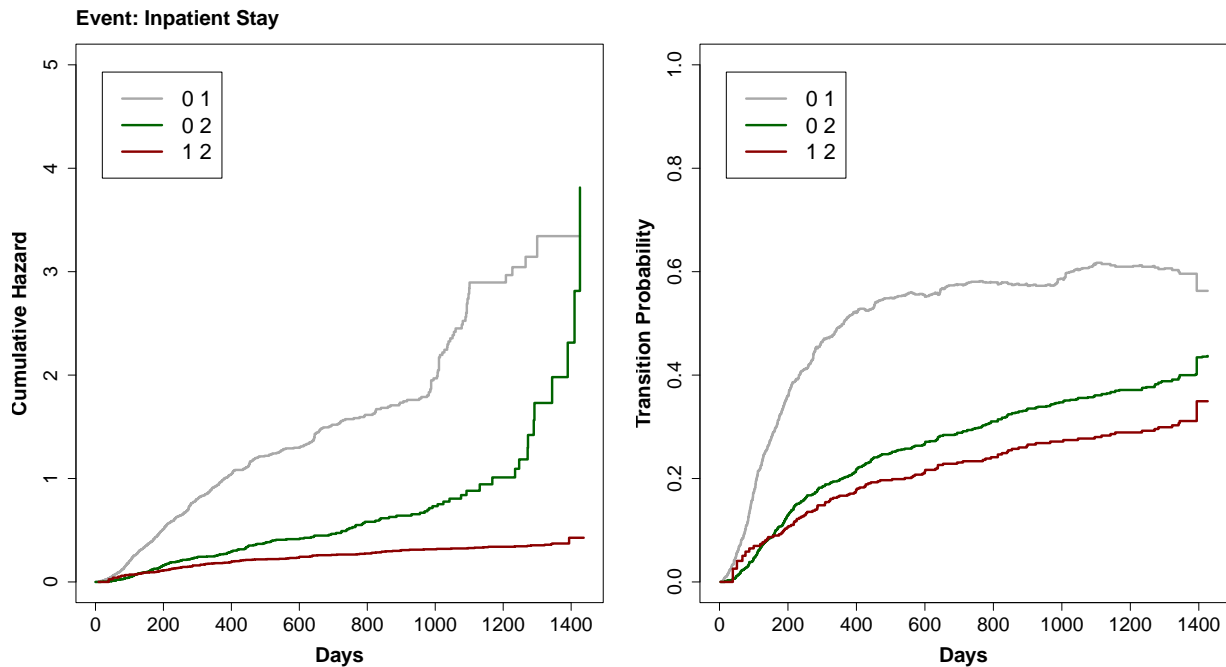 Event: Inpatient Stay
Cumulative Hazard
5
4
3
2
1
0
0 1
0 2
1 2
0 200 400 600 800 1000 1200 1400
Days
Transition Probability
1.0
0.8
0.6
0.4
0.2
0.0
0 1
0 2
1 2
0 200 400 600 800 1000 1200 1400
Days